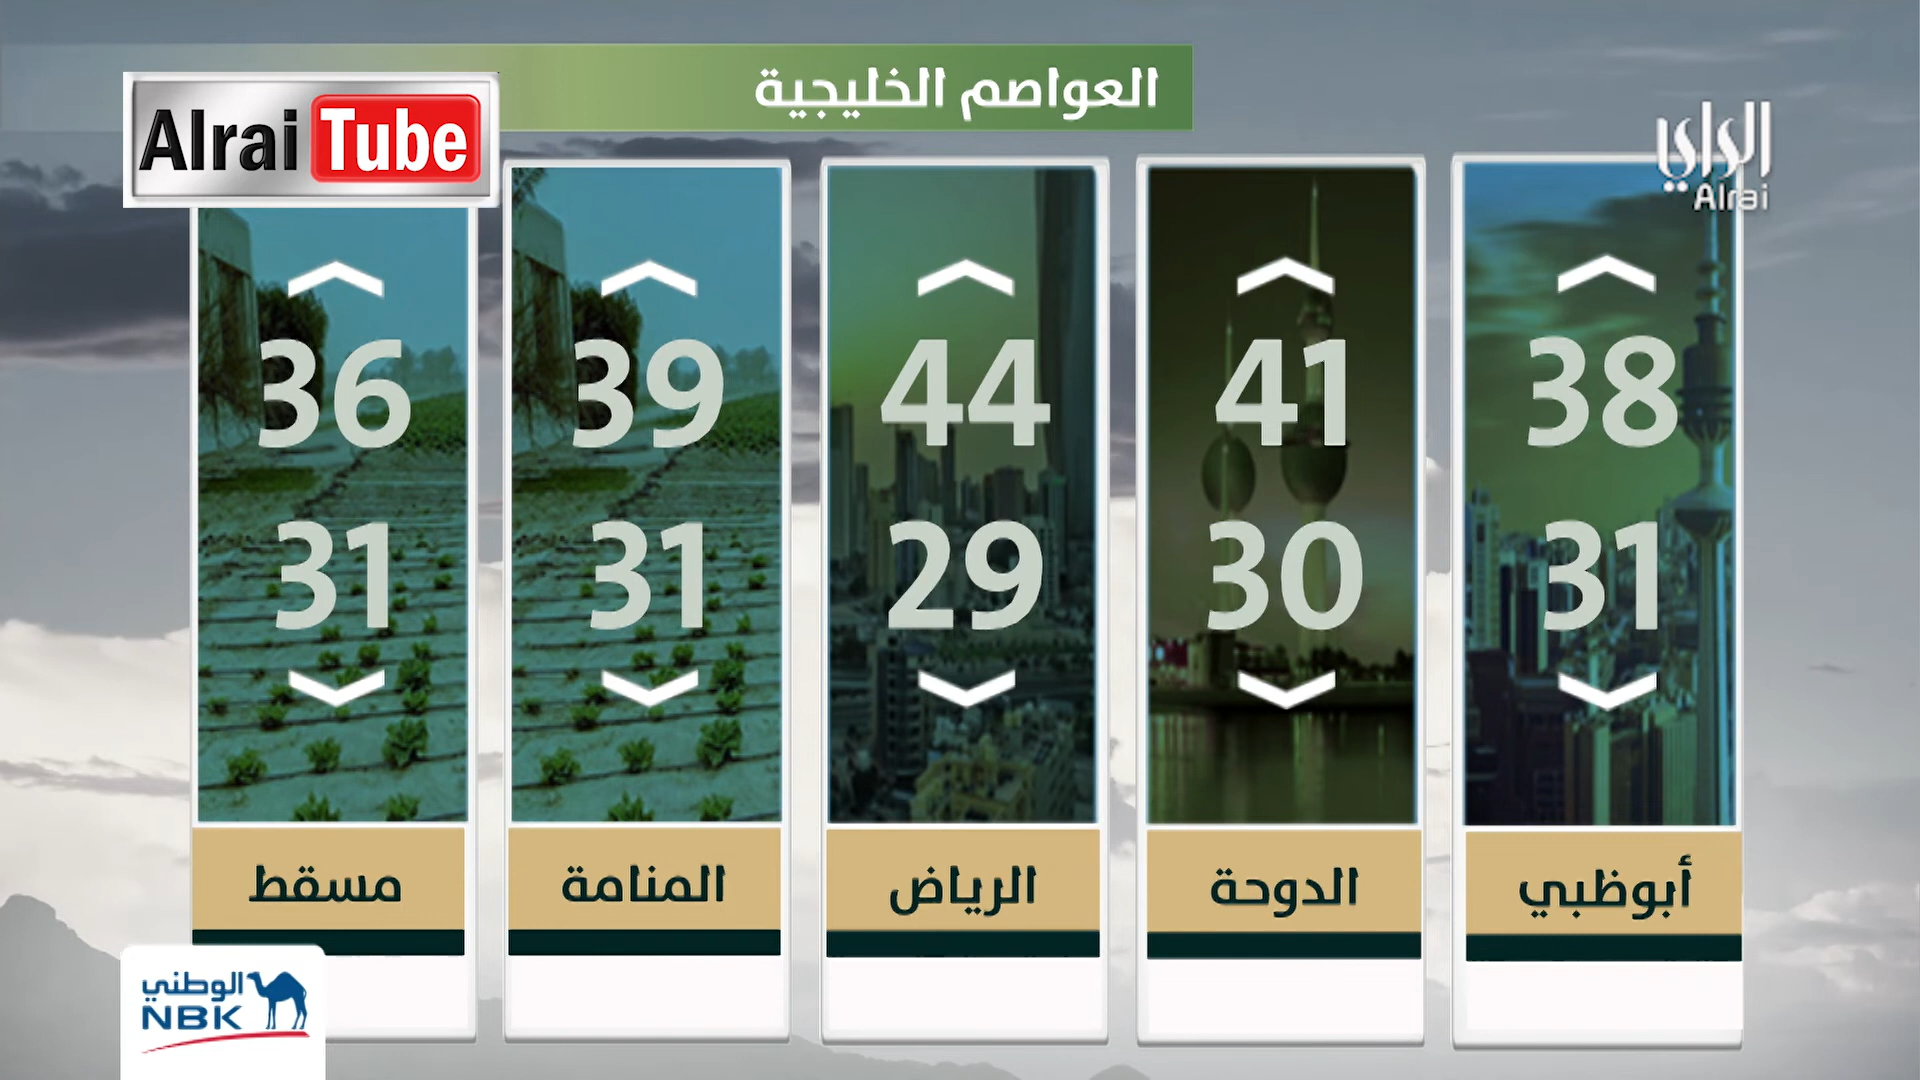 العواصم الخليجية
Alrai Tube
الراي
Alrai
38
31
أبوظبي
41
30
الدوحة
44
29
الرياض
39
31
المنامة
36
31
مسقط
الوطني
NBK